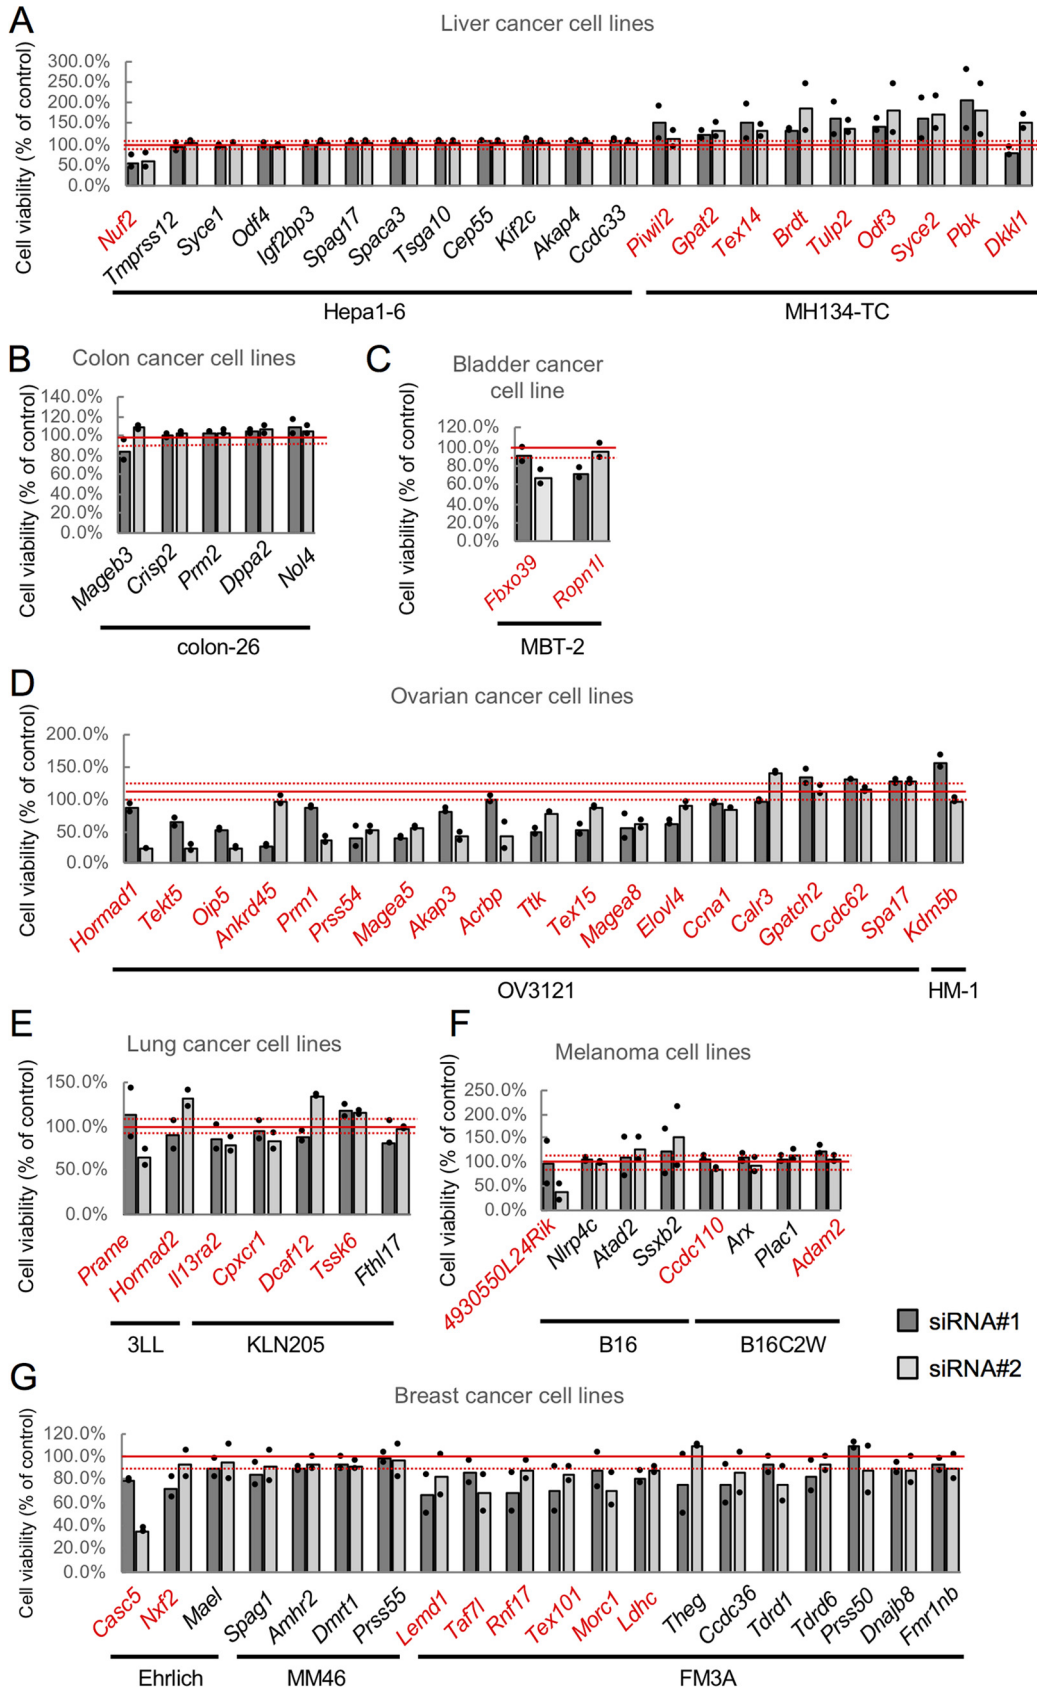 A
Liver cancer cell lines
Cell viability (% of control)
300.0%
250.0%
200.0%
150.0%
100.0%
50.0%
0.0%
Nuf2 Tmprss12 Syce1 Odf4 Igf2bp3 Spag17 Spaca3 Tsga10 Cep55 Kif2c Akap4 Ccdc33 Piwil2 Gpat2 Tex14 Brdt Tulp2 Odf3 Syce2 Pbk Dkkl1
Hepa1-6 MH134-TC
B
Colon cancer cell lines
Cell viability (% of control)
140.0%
120.0%
100.0%
80.0%
60.0%
40.0%
20.0%
0.0%
Mageb3 Crisp2 Prm2 Dppa2 Nol4
colon-26
C
Bladder cancer
cell line
Cell viability (% of control)
120.0%
100.0%
80.0%
60.0%
40.0%
20.0%
0.0%
Fbxo39 Ropn1l
MBT-2
D
Ovarian cancer cell lines
Cell viability (% of control)
200.0%
150.0%
100.0%
50.0%
0.0%
Hormad1 Tekt5 Oip5 Ankrd45 Prm1 Prss54 Magea5 Akap3 Acrbp Ttk Tex15 Magea8 Elovl4 Ccna1 Calr3 Gpatch2 Ccdc62 Spa17 Kdm5b
OV3121 HM-1
E
Lung cancer cell lines
Cell viability (% of control)
150.0%
100.0%
50.0%
0.0%
Prame Hormad2 Il13ra2 Cpxcr1 Dcaf12 Tssk6 Fthl17
3LL KLN205
F
Melanoma cell lines
Cell viability (% of control)
250.0%
200.0%
150.0%
100.0%
50.0%
0.0%
4930550L24Rik Nlrp4c Atad2 Ssxb2 Ccdc110 Arx Plac1 Adam2
B16 B16C2W
siRNA#1
siRNA#2
G
Breast cancer cell lines
Cell viability (% of control)
120.0%
100.0%
80.0%
60.0%
40.0%
20.0%
0.0%
Casc5 Nxf2 Mael Spag1 Amhr2 Dmrt1 Prss55 Lemd1 Taf7l Rnf17 Tex101 Morc1 Ldhc Theg Ccdc36 Tdrd1 Tdrd6 Prss50 Dnajb8 Fmr1nb
Ehrlich MM46 FM3A